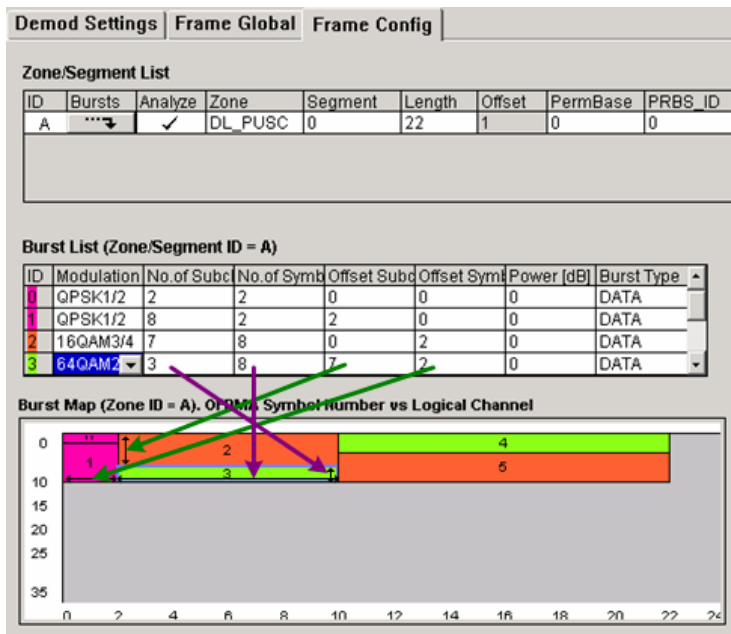 Demod Settings Frame Global Frame Config
Zone/Segment List
ID Bursts Analyze Zone Segment Length Offset PermBase PRBS_ID
A DL_PUSC 0 22 1 0 0
Burst List (Zone/Segment ID = A)
ID Modulation No.of Subcl No.of Symb Offset Subc Offset Symb Power [dB] Burst Type
0 QPSK1/2 2 2 0 0 0 DATA
1 QPSK1/2 8 2 2 0 0 DATA
2 16QAM3/4 7 8 0 2 0 DATA
3 64QAM2 3 8 7 2 0 DATA
Burst Map (Zone ID = A). OFDMA Symbol Number vs Logical Channel
0 2 4
1 3 5
10
15
20
25
35
0 2 4 6 8 10 12 14 16 18 20 22 24